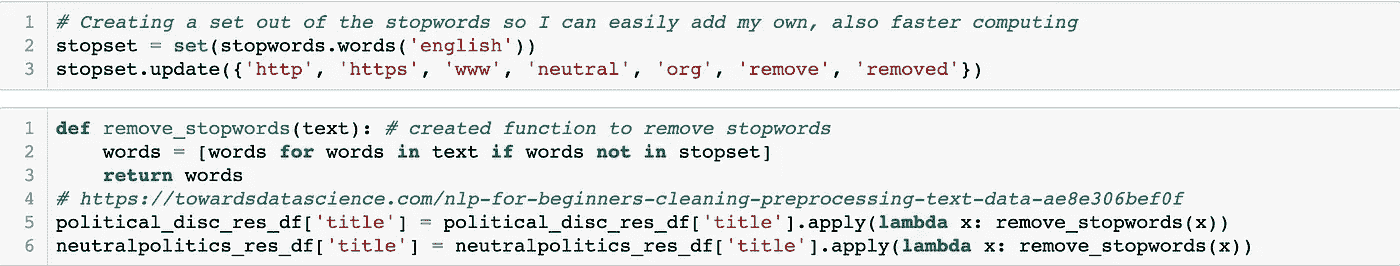 1 # Creating a set out of the stopwords so I can easily add my own, also faster computing
2 stopset = set(stopwords.words('english'))
3 stopset.update({'http', 'https', 'www', 'neutral', 'org', 'remove', 'removed'})
1 def remove_stopwords(text): # created function to remove stopwords
2     words = [words for words in text if words not in stopset]
3     return words
4 # https://towardsdatascience.com/nlp-for-beginners-cleaning-preprocessing-text-data-ae8e306bef0f
5 political_disc_res_df['title'] = political_disc_res_df['title'].apply(lambda x: remove_stopwords(x))
6 neutralpolitics_res_df['title'] = neutralpolitics_res_df['title'].apply(lambda x: remove_stopwords(x))